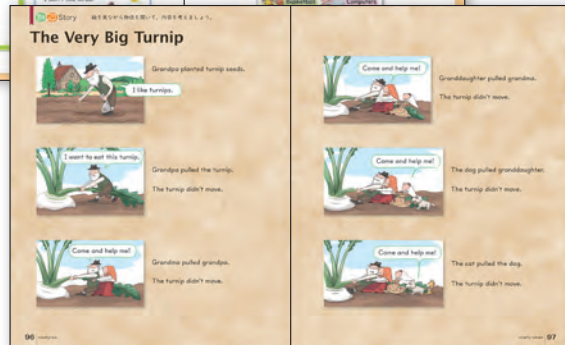 Basketball
Computers
Story 絵を見ながら物語を聞いて、内容を考えましょう。
The Very Big Turnip
Grandpa planted turnip seeds.
I like turnips.
I want to eat this turnip.
Grandpa pulled the turnip.
The turnip didn't move.
Come and help me!
Grandma pulled grandpa.
The turnip didn't move.
96
Come and help me!
Granddaughter pulled grandma.
The turnip didn't move.
Come and help me!
The dog pulled granddaughter.
The turnip didn't move.
Come and help me!
The cat pulled the dog.
The turnip didn't move.
97